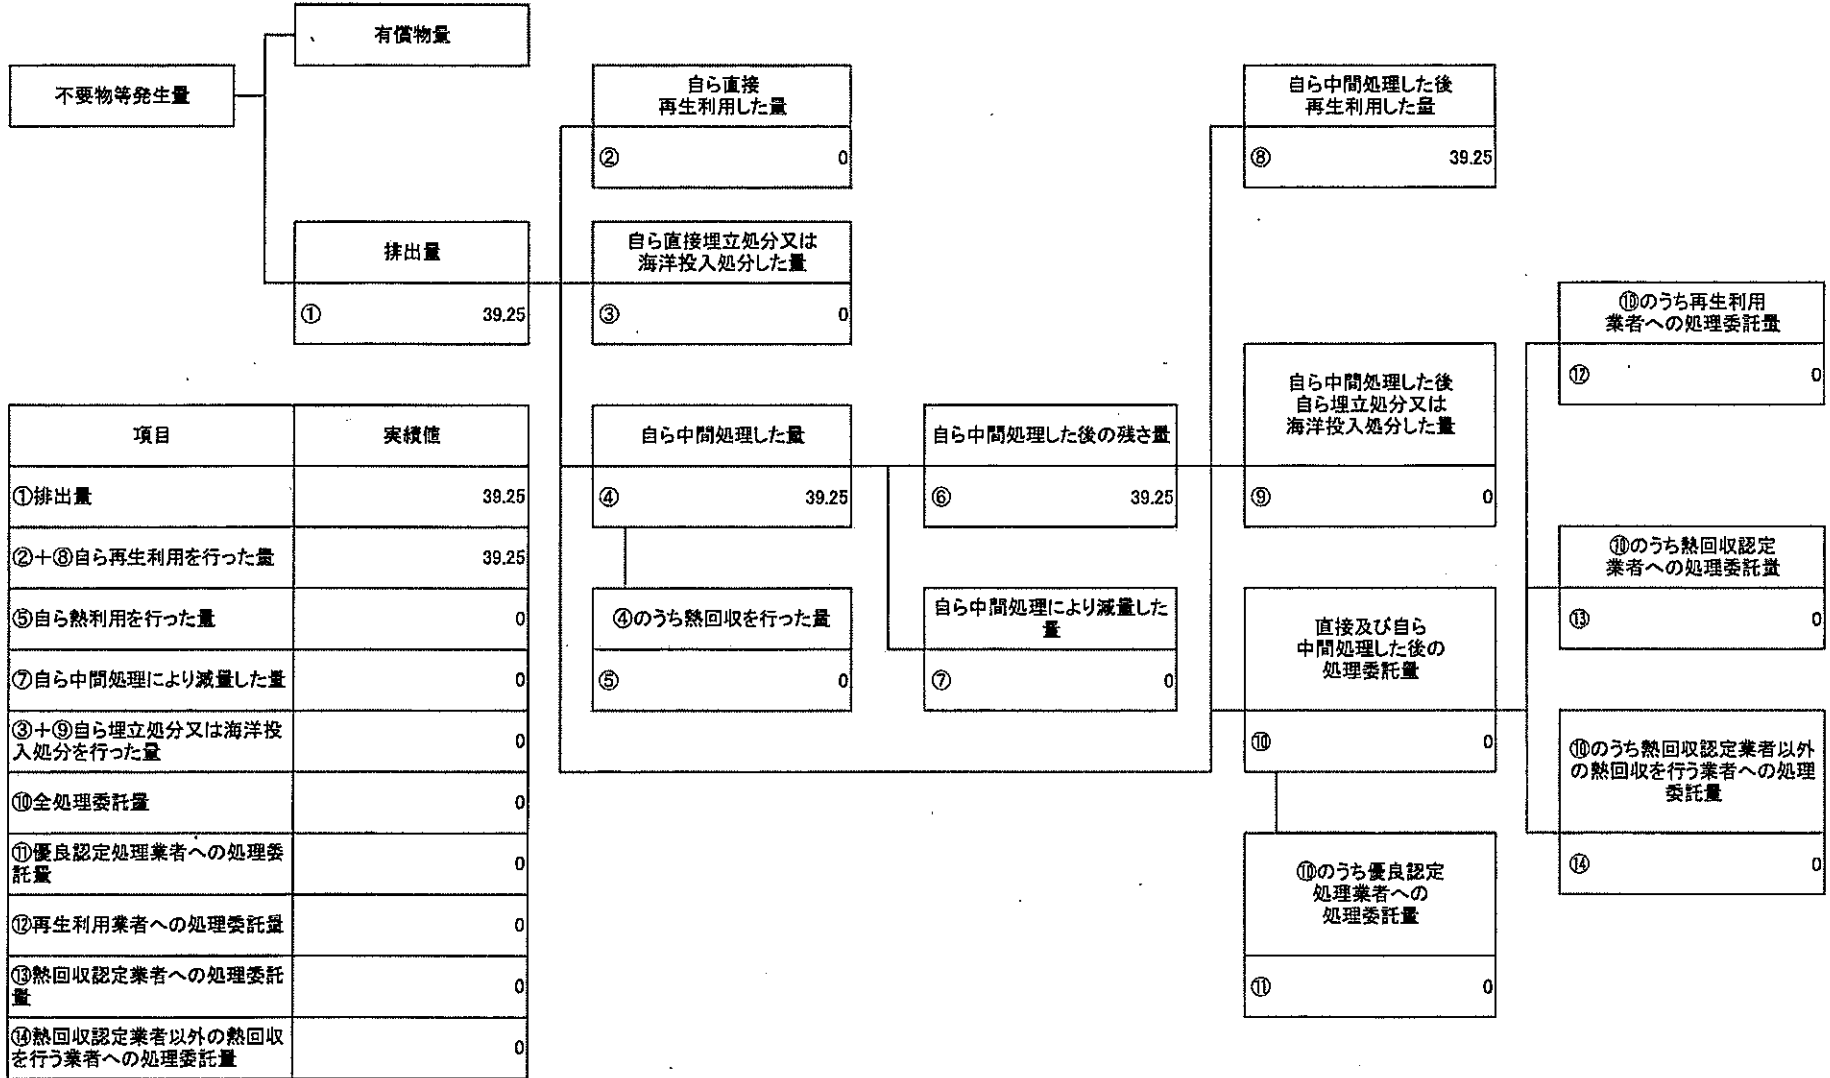 有償物量
不要物等発生量
自ら直接
再生利用した量
② 0
自ら中間処理した後
再生利用した量
⑧ 39.25
排出量
① 39.25
自ら直接埋立処分又は
海洋投入処分した量
③ 0
⑩のうち再生利用
業者への処理委託量
⑫ 0
自ら中間処理した後
自ら埋立処分又は
海洋投入処分した量
⑨ 0
自ら中間処理した量
④ 39.25
自ら中間処理した後の残さ量
⑥ 39.25
⑩のうち熱回収認定
業者への処理委託量
⑬ 0
④のうち熱回収を行った量
⑤ 0
自ら中間処理により減量した
量
⑦ 0
直接及び自ら
中間処理した後の
処理委託量
⑩ 0
⑩のうち熱回収認定業者以外
の熱回収を行う業者への処理
委託量
⑭ 0
⑩のうち優良認定
処理業者への
処理委託量
⑪ 0
項目 実績値
①排出量 39.25
②+⑧自ら再生利用を行った量 39.25
⑤自ら熱利用を行った量 0
⑦自ら中間処理により減量した量 0
③+⑨自ら埋立処分又は海洋投
入処分を行った量 0
⑩全処理委託量 0
⑪優良認定処理業者への処理委
託量 0
⑫再生利用業者への処理委託量 0
⑬熱回収認定業者への処理委託
量 0
⑭熱回収認定業者以外の熱回収
を行う業者への処理委託量 0